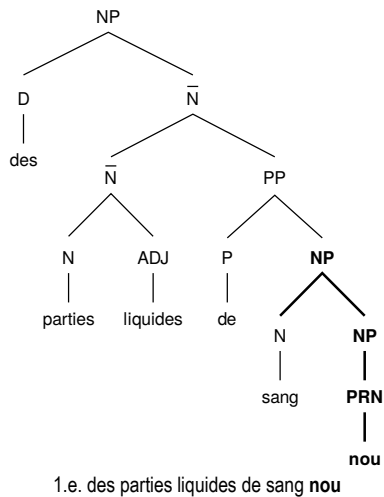 NP
D N̅
des
N̅ PP
N ADJ P NP
parties liquides de
N NP
sang PRN
nou
1.e. des parties liquides de sang nou